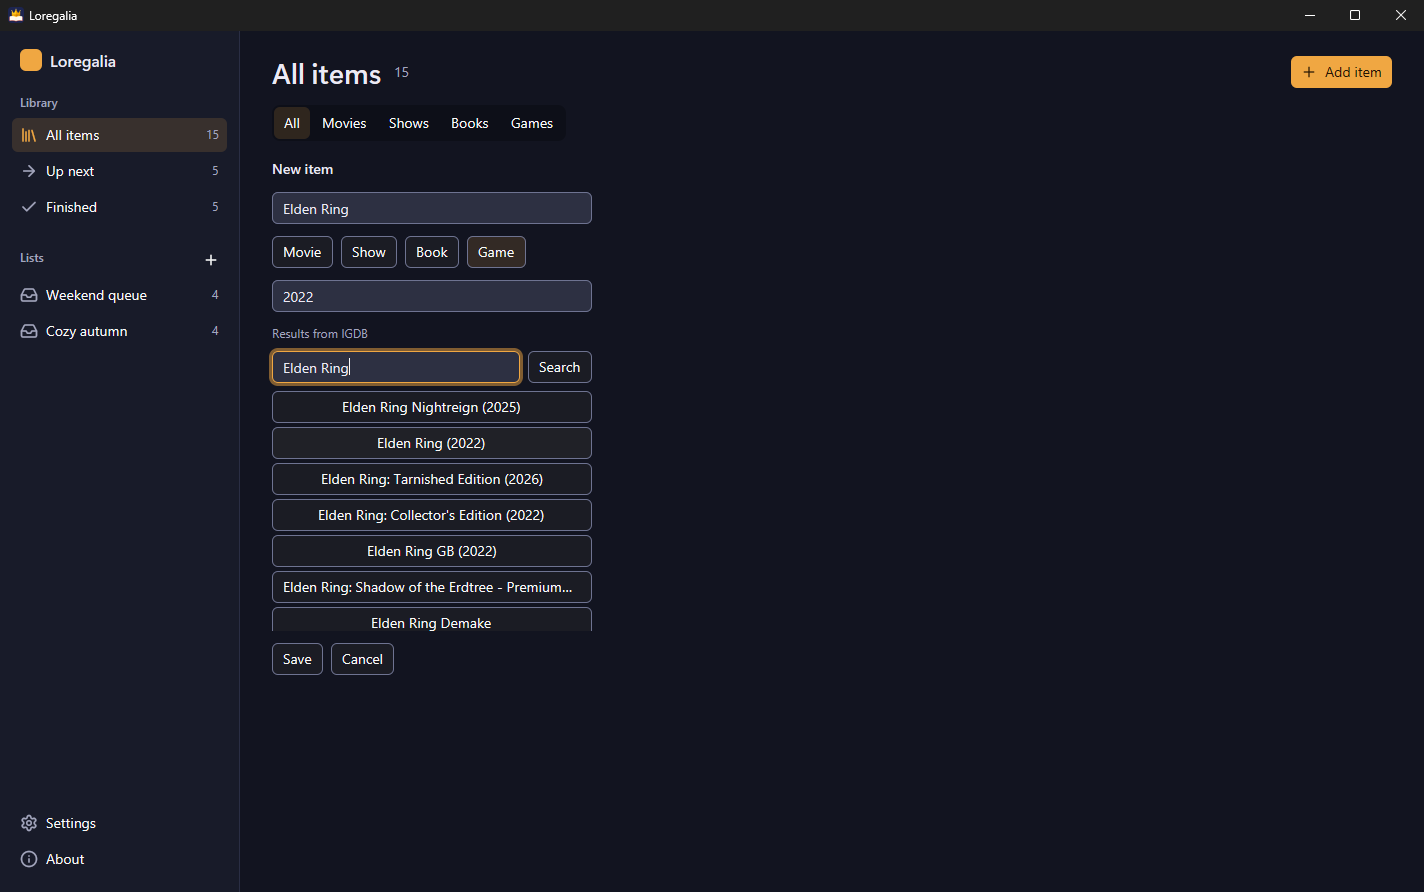 Loregalia
Loregalia
Library
All items 15
Up next 5
Finished 5
Lists
Weekend queue 4
Cozy autumn 4
Settings
About
All items 15
Add item
All Movies Shows Books Games
New item
Elden Ring
Movie Show Book Game
2022
Results from IGDB
Elden Ring Search
Elden Ring Nightreign (2025)
Elden Ring (2022)
Elden Ring: Tarnished Edition (2026)
Elden Ring: Collector's Edition (2022)
Elden Ring GB (2022)
Elden Ring: Shadow of the Erdtree - Premium...
Elden Ring Demake
Save Cancel